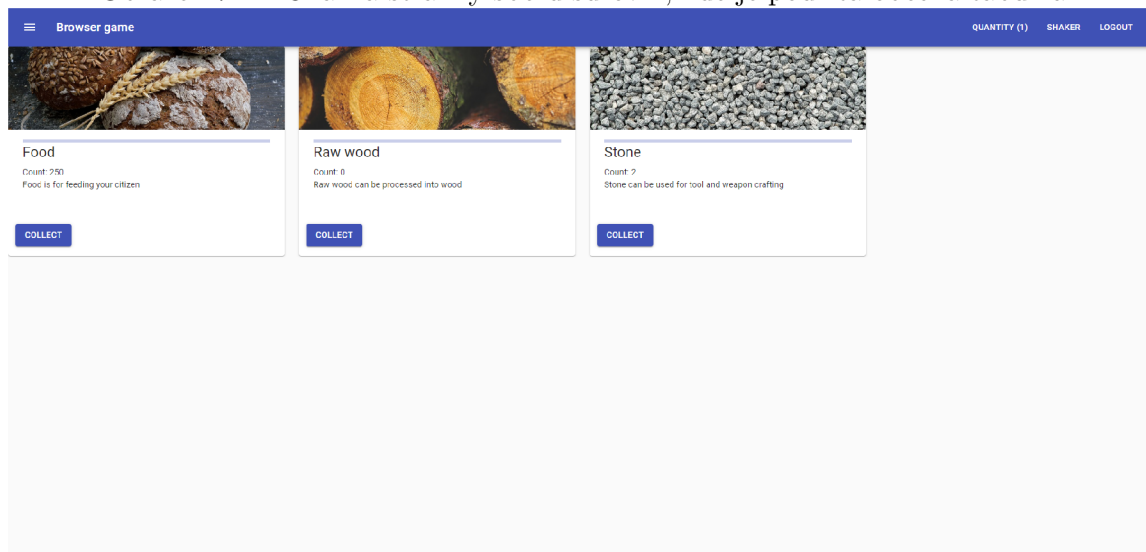 Browser game
QUANTITY (1) SHAKER LOGOUT
Food
Count: 250
Food is for feeding your citizen
COLLECT
Raw wood
Count: 0
Raw wood can be processed into wood
COLLECT
Stone
Count: 2
Stone can be used for tool and weapon crafting
COLLECT